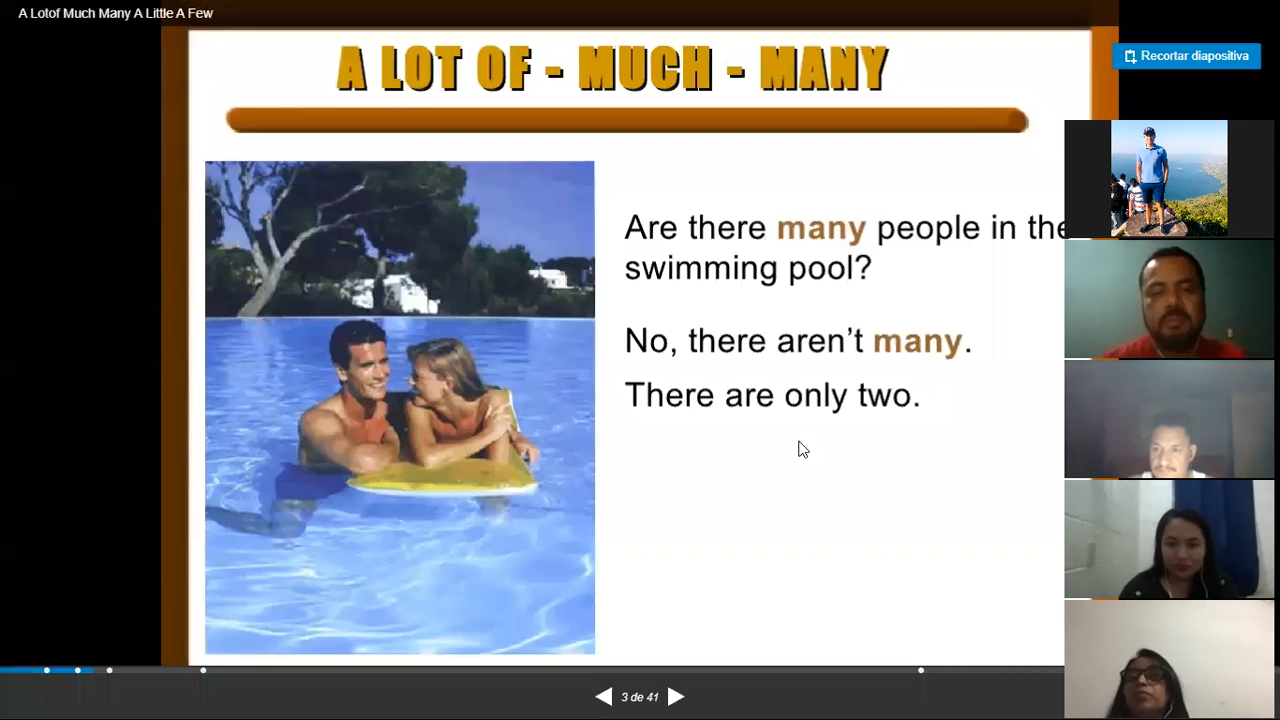 A Lotof Much Many A Little A Few
A LOT OF - MUCH - MANY
Recortar diapositiva
Are there many people in the
swimming pool?
No, there aren’t many.
There are only two.
3 de 41